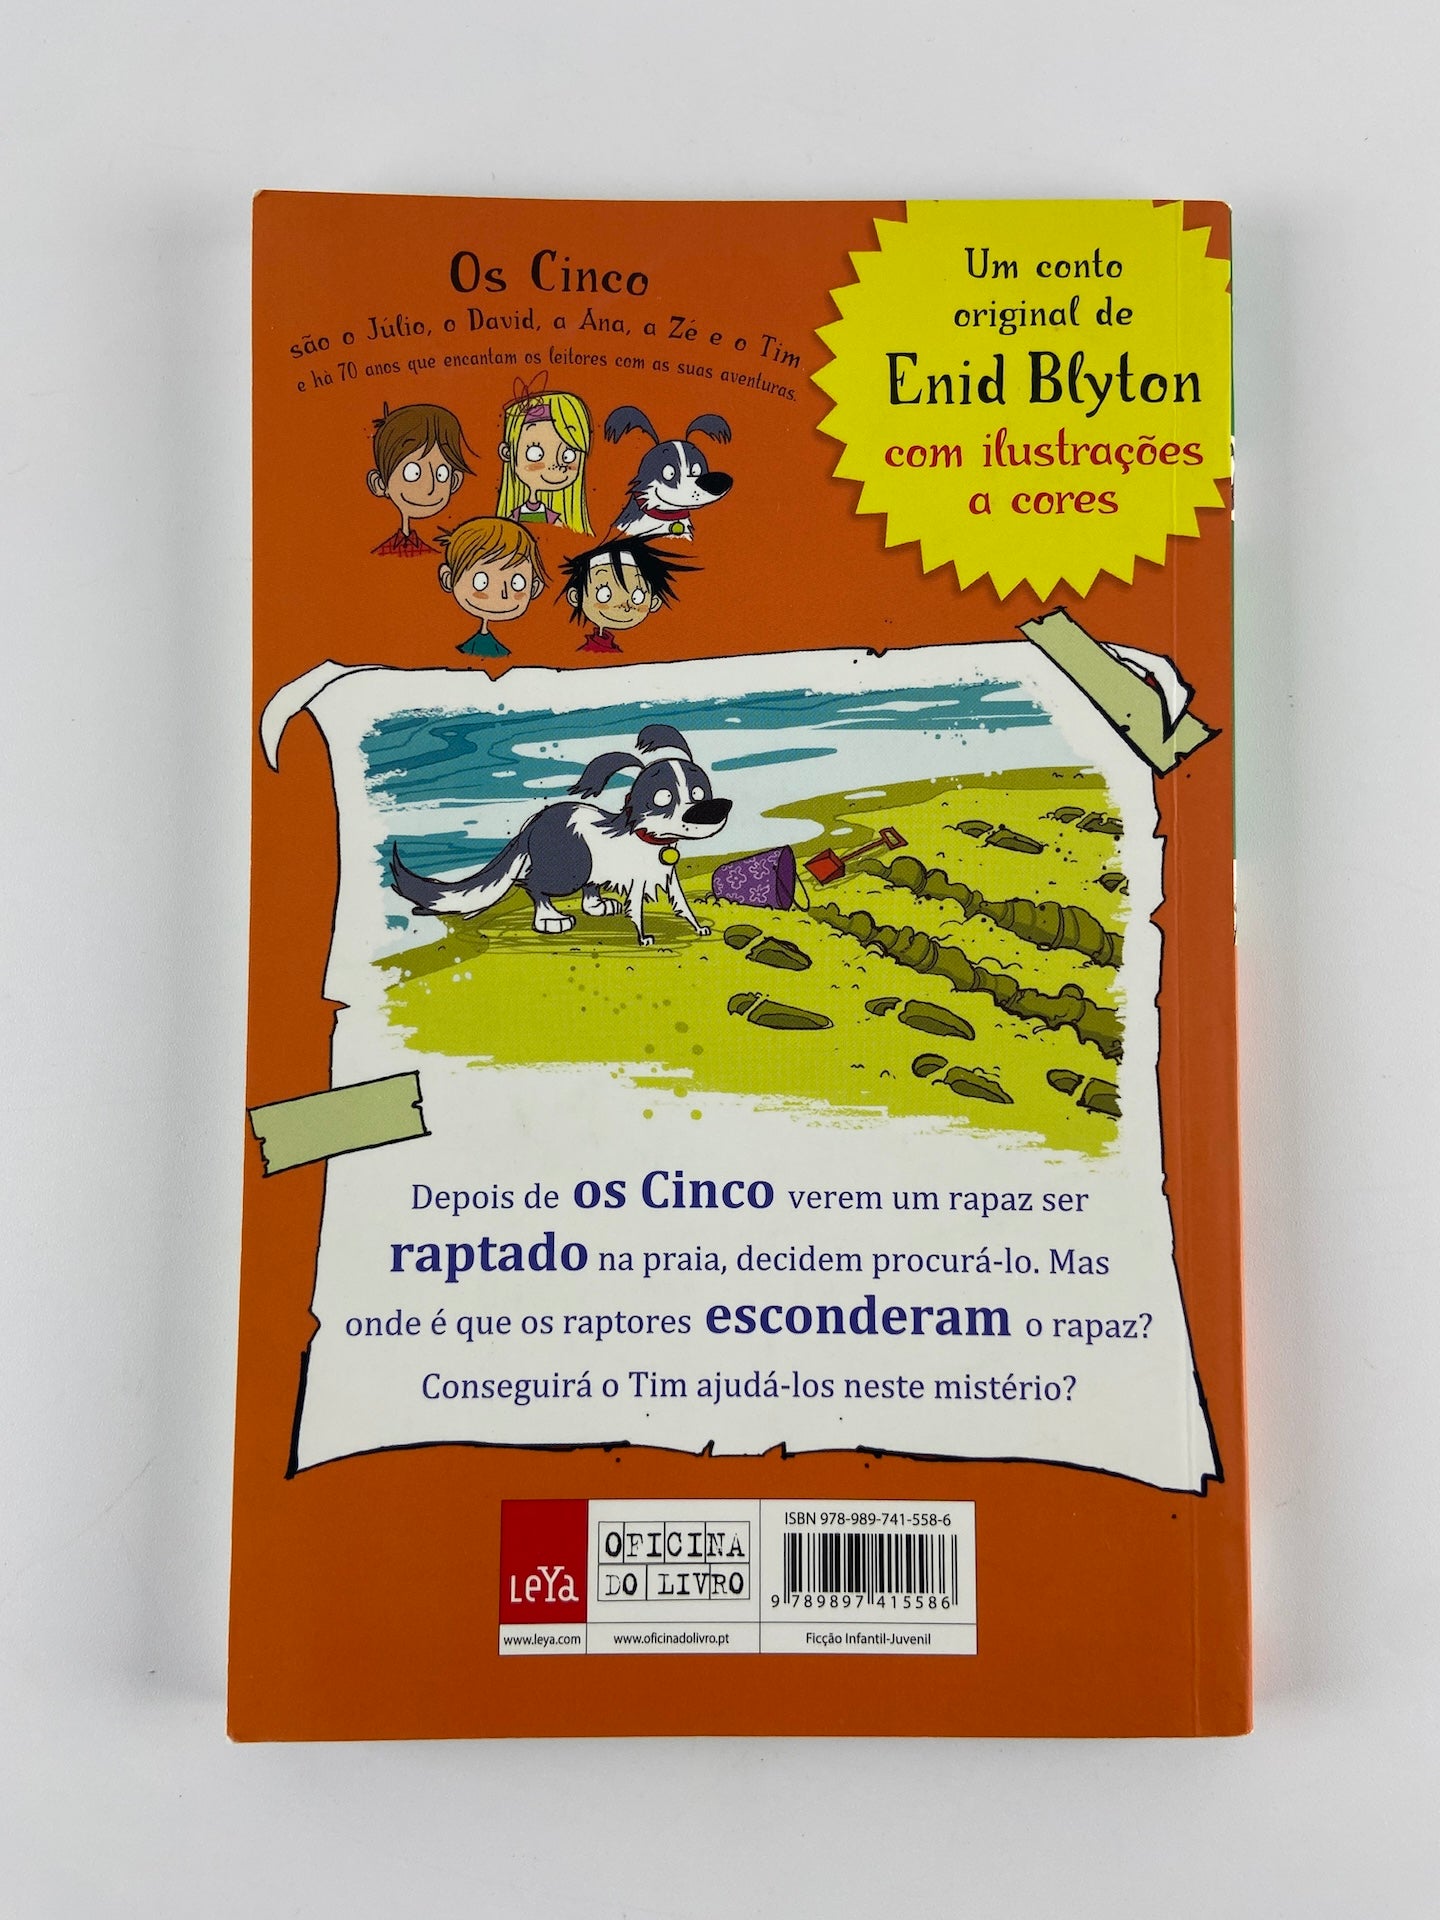 Os Cinco
são o Júlio, o David, a Ana, a Zé e o Tim
e há 70 anos que encantam os leitores com as suas aventuras.
Um conto
original de
Enid Blyton
com ilustrações
a cores
Depois de os Cinco verem um rapaz ser
raptado na praia, decidem procurá-lo. Mas
onde é que os raptores esconderam o rapaz?
Conseguirá o Tim ajudá-los neste mistério?
LeYa
www.leya.com
OFICINA
DO LIVRO
www.oficinadolivro.pt
ISBN 978-989-741-558-6
9 789897 415586
Ficção Infantil-Juvenil